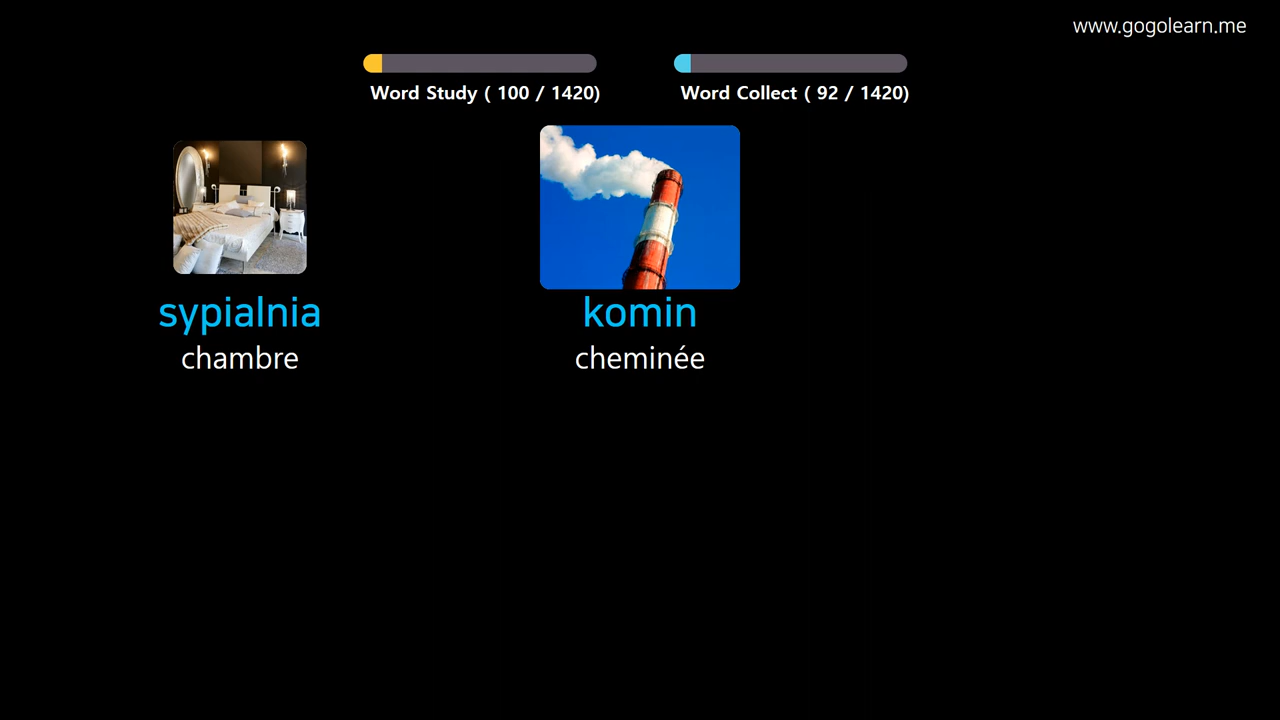 www.gogolearn.me
Word Study ( 100 / 1420)
Word Collect ( 92 / 1420)
sypialnia
chambre
komin
cheminée